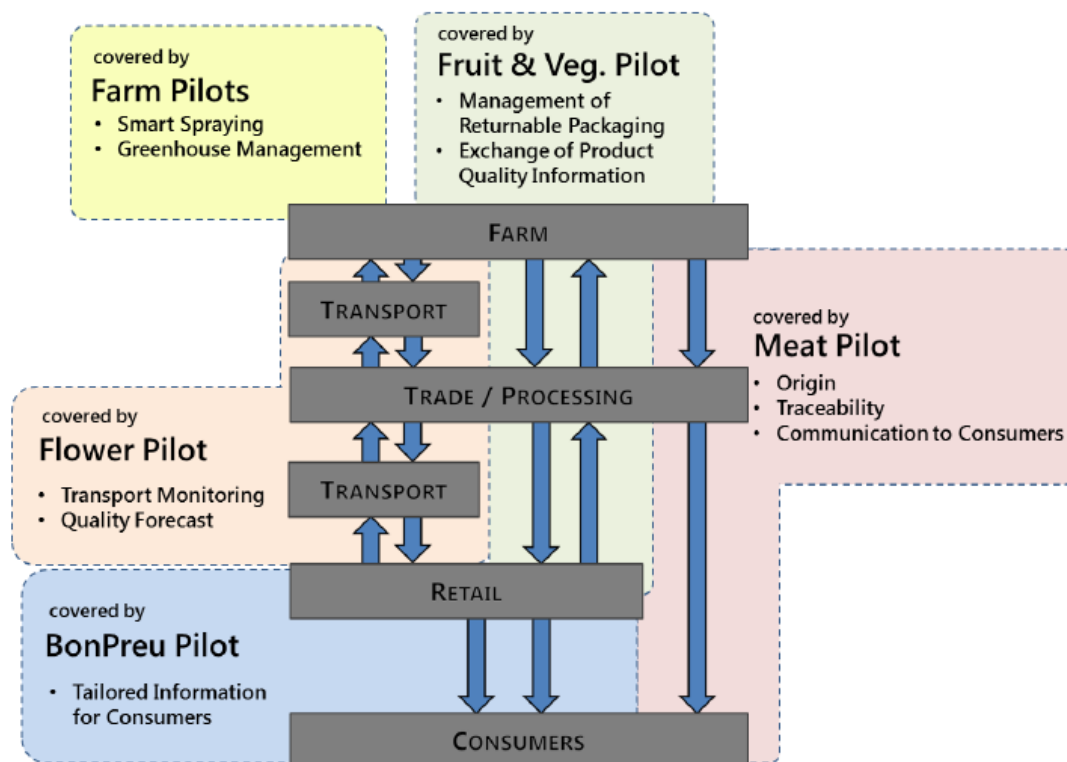 covered by
Farm Pilots
• Smart Spraying
• Greenhouse Management
covered by
Fruit & Veg. Pilot
• Management of
Returnable Packaging
• Exchange of Product
Quality Information
FARM
TRANSPORT
covered by
Meat Pilot
• Origin
• Traceability
• Communication to Consumers
TRADE / PROCESSING
covered by
Flower Pilot
• Transport Monitoring
• Quality Forecast
TRANSPORT
RETAIL
covered by
BonPreu Pilot
• Tailored Information
for Consumers
CONSUMERS